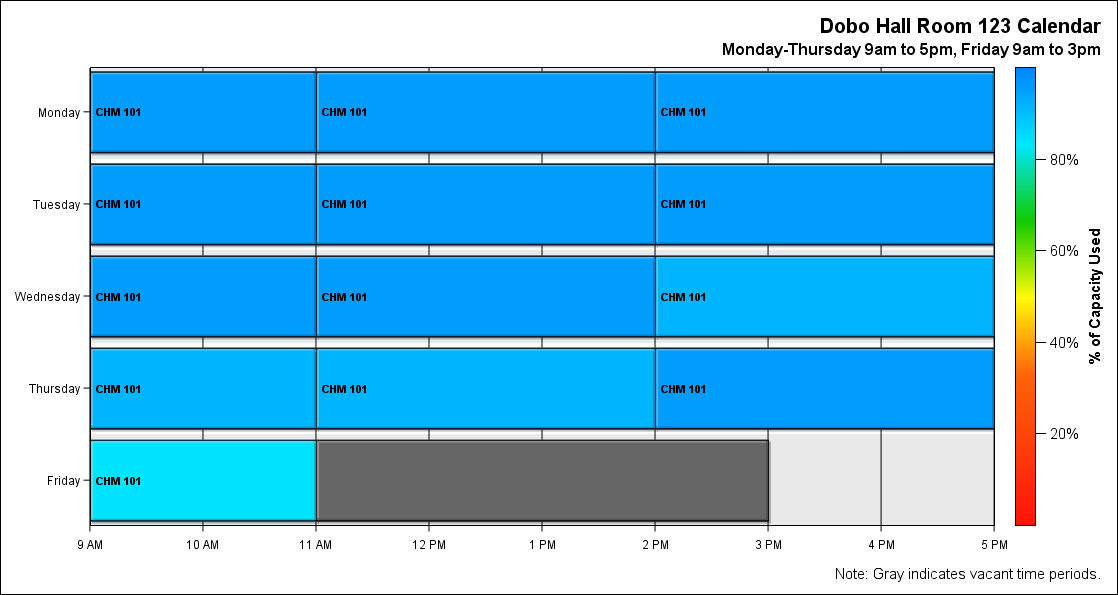 Dobo Hall Room 123 Calendar
Monday-Thursday 9am to 5pm, Friday 9am to 3pm
Monday CHM 101 CHM 101 CHM 101
Tuesday CHM 101 CHM 101 CHM 101
Wednesday CHM 101 CHM 101 CHM 101
Thursday CHM 101 CHM 101 CHM 101
Friday CHM 101
9 AM 10 AM 11 AM 12 PM 1 PM 2 PM 3 PM 4 PM 5 PM
80%
60%
40%
20%
% of Capacity Used
Note: Gray indicates vacant time periods.